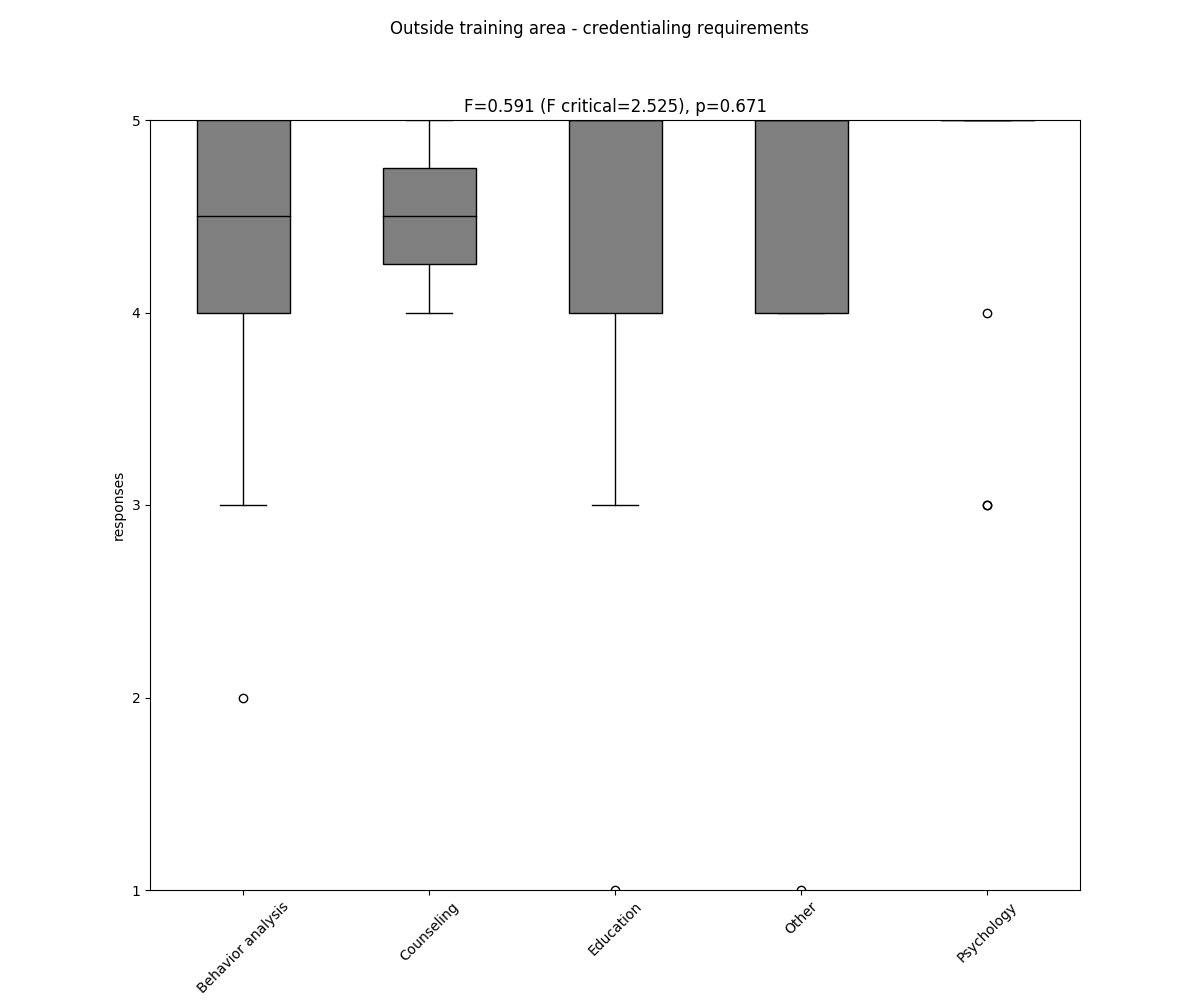 Outside training area - credentialing requirements
F=0.591 (F critical=2.525), p=0.671
5
4
3
2
1
responses
Behavior analysis
Counseling
Education
Other
Psychology